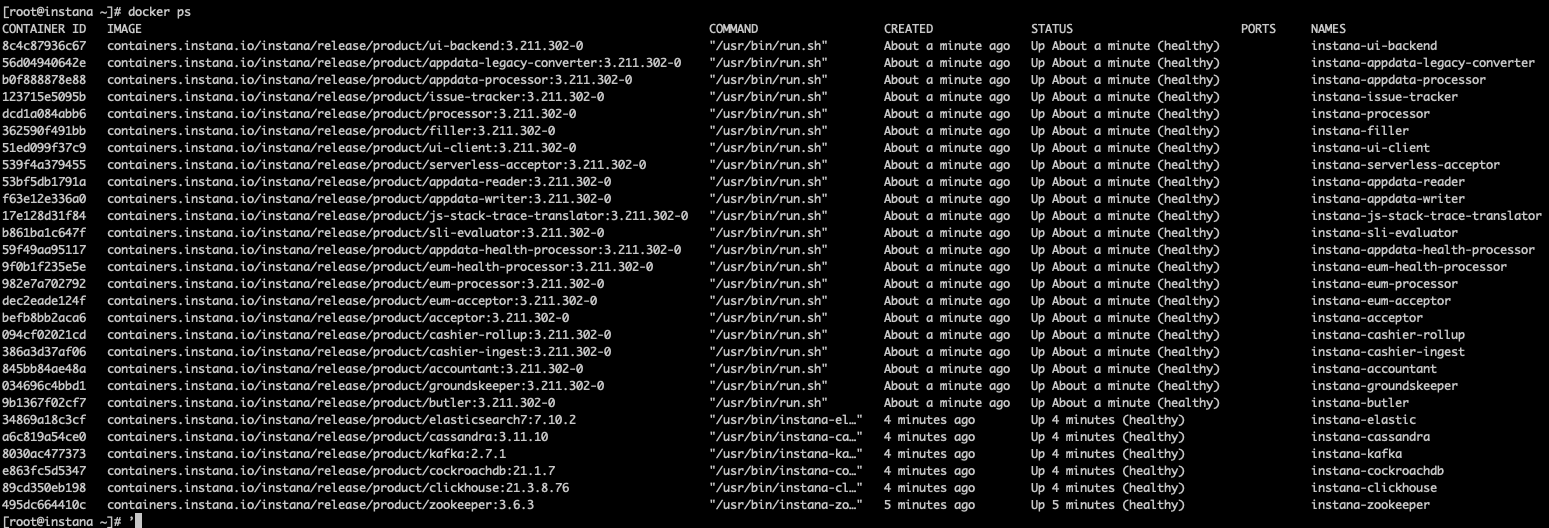 [root@instana ~]# docker ps
CONTAINER ID   IMAGE                                                                                COMMAND                  CREATED              STATUS                        PORTS     NAMES
8c4c87936c67   containers.instana.io/instana/release/product/ui-backend:3.211.302-0                 "/usr/bin/run.sh"        About a minute ago   Up About a minute (healthy)             instana-ui-backend
56d04940642e   containers.instana.io/instana/release/product/appdata-legacy-converter:3.211.302-0   "/usr/bin/run.sh"        About a minute ago   Up About a minute (healthy)             instana-appdata-legacy-converter
b0f888878e88   containers.instana.io/instana/release/product/appdata-processor:3.211.302-0          "/usr/bin/run.sh"        About a minute ago   Up About a minute (healthy)             instana-appdata-processor
123715e5095b   containers.instana.io/instana/release/product/issue-tracker:3.211.302-0              "/usr/bin/run.sh"        About a minute ago   Up About a minute (healthy)             instana-issue-tracker
dcd1a084abb6   containers.instana.io/instana/release/product/processor:3.211.302-0                  "/usr/bin/run.sh"        About a minute ago   Up About a minute (healthy)             instana-processor
362590f491bb   containers.instana.io/instana/release/product/filler:3.211.302-0                     "/usr/bin/run.sh"        About a minute ago   Up About a minute (healthy)             instana-filler
51ed099f37c9   containers.instana.io/instana/release/product/ui-client:3.211.302-0                  "/usr/bin/run.sh"        About a minute ago   Up About a minute (healthy)             instana-ui-client
539f4a379455   containers.instana.io/instana/release/product/serverless-acceptor:3.211.302-0        "/usr/bin/run.sh"        About a minute ago   Up About a minute (healthy)             instana-serverless-acceptor
53bf5db1791a   containers.instana.io/instana/release/product/appdata-reader:3.211.302-0             "/usr/bin/run.sh"        About a minute ago   Up About a minute (healthy)             instana-appdata-reader
f63e12e336a0   containers.instana.io/instana/release/product/appdata-writer:3.211.302-0             "/usr/bin/run.sh"        About a minute ago   Up About a minute (healthy)             instana-appdata-writer
17e128d31f84   containers.instana.io/instana/release/product/js-stack-trace-translator:3.211.302-0  "/usr/bin/run.sh"        About a minute ago   Up About a minute (healthy)             instana-js-stack-trace-translator
b861ba1c647f   containers.instana.io/instana/release/product/sli-evaluator:3.211.302-0              "/usr/bin/run.sh"        About a minute ago   Up About a minute (healthy)             instana-sli-evaluator
59f49aa95117   containers.instana.io/instana/release/product/appdata-health-processor:3.211.302-0   "/usr/bin/run.sh"        About a minute ago   Up About a minute (healthy)             instana-appdata-health-processor
9f0b1f235e5e   containers.instana.io/instana/release/product/eum-health-processor:3.211.302-0       "/usr/bin/run.sh"        About a minute ago   Up About a minute (healthy)             instana-eum-health-processor
982e7a702792   containers.instana.io/instana/release/product/eum-processor:3.211.302-0              "/usr/bin/run.sh"        About a minute ago   Up About a minute (healthy)             instana-eum-processor
dec2eade124f   containers.instana.io/instana/release/product/eum-acceptor:3.211.302-0               "/usr/bin/run.sh"        About a minute ago   Up About a minute (healthy)             instana-eum-acceptor
befb8bb2aca6   containers.instana.io/instana/release/product/acceptor:3.211.302-0                   "/usr/bin/run.sh"        About a minute ago   Up About a minute (healthy)             instana-acceptor
094cf02021cd   containers.instana.io/instana/release/product/cashier-rollup:3.211.302-0             "/usr/bin/run.sh"        About a minute ago   Up About a minute (healthy)             instana-cashier-rollup
386a3d37af06   containers.instana.io/instana/release/product/cashier-ingest:3.211.302-0             "/usr/bin/run.sh"        About a minute ago   Up About a minute (healthy)             instana-cashier-ingest
845bb84ae48a   containers.instana.io/instana/release/product/accountant:3.211.302-0                 "/usr/bin/run.sh"        About a minute ago   Up About a minute (healthy)             instana-accountant
034696c4bbd1   containers.instana.io/instana/release/product/groundskeeper:3.211.302-0              "/usr/bin/run.sh"        About a minute ago   Up About a minute (healthy)             instana-groundskeeper
9b1367f02cf7   containers.instana.io/instana/release/product/butler:3.211.302-0                     "/usr/bin/run.sh"        About a minute ago   Up About a minute (healthy)             instana-butler
34869a18c3cf   containers.instana.io/instana/release/product/elasticsearch7:7.10.2                  "/usr/bin/instana-el…"   4 minutes ago        Up 4 minutes (healthy)                  instana-elastic
a6c819a54ce0   containers.instana.io/instana/release/product/cassandra:3.11.10                      "/usr/bin/instana-ca…"   4 minutes ago        Up 4 minutes (healthy)                  instana-cassandra
8030ac477373   containers.instana.io/instana/release/product/kafka:2.7.1                            "/usr/bin/instana-ka…"   4 minutes ago        Up 4 minutes (healthy)                  instana-kafka
e863fc5d5347   containers.instana.io/instana/release/product/cockroachdb:21.1.7                     "/usr/bin/instana-co…"   4 minutes ago        Up 4 minutes (healthy)                  instana-cockroachdb
89cd350eb198   containers.instana.io/instana/release/product/clickhouse:21.3.8.76                   "/usr/bin/instana-cl…"   4 minutes ago        Up 4 minutes (healthy)                  instana-clickhouse
495dc664410c   containers.instana.io/instana/release/product/zookeeper:3.6.3                        "/usr/bin/instana-zo…"   5 minutes ago        Up 5 minutes (healthy)                  instana-zookeeper
[root@instana ~]# '